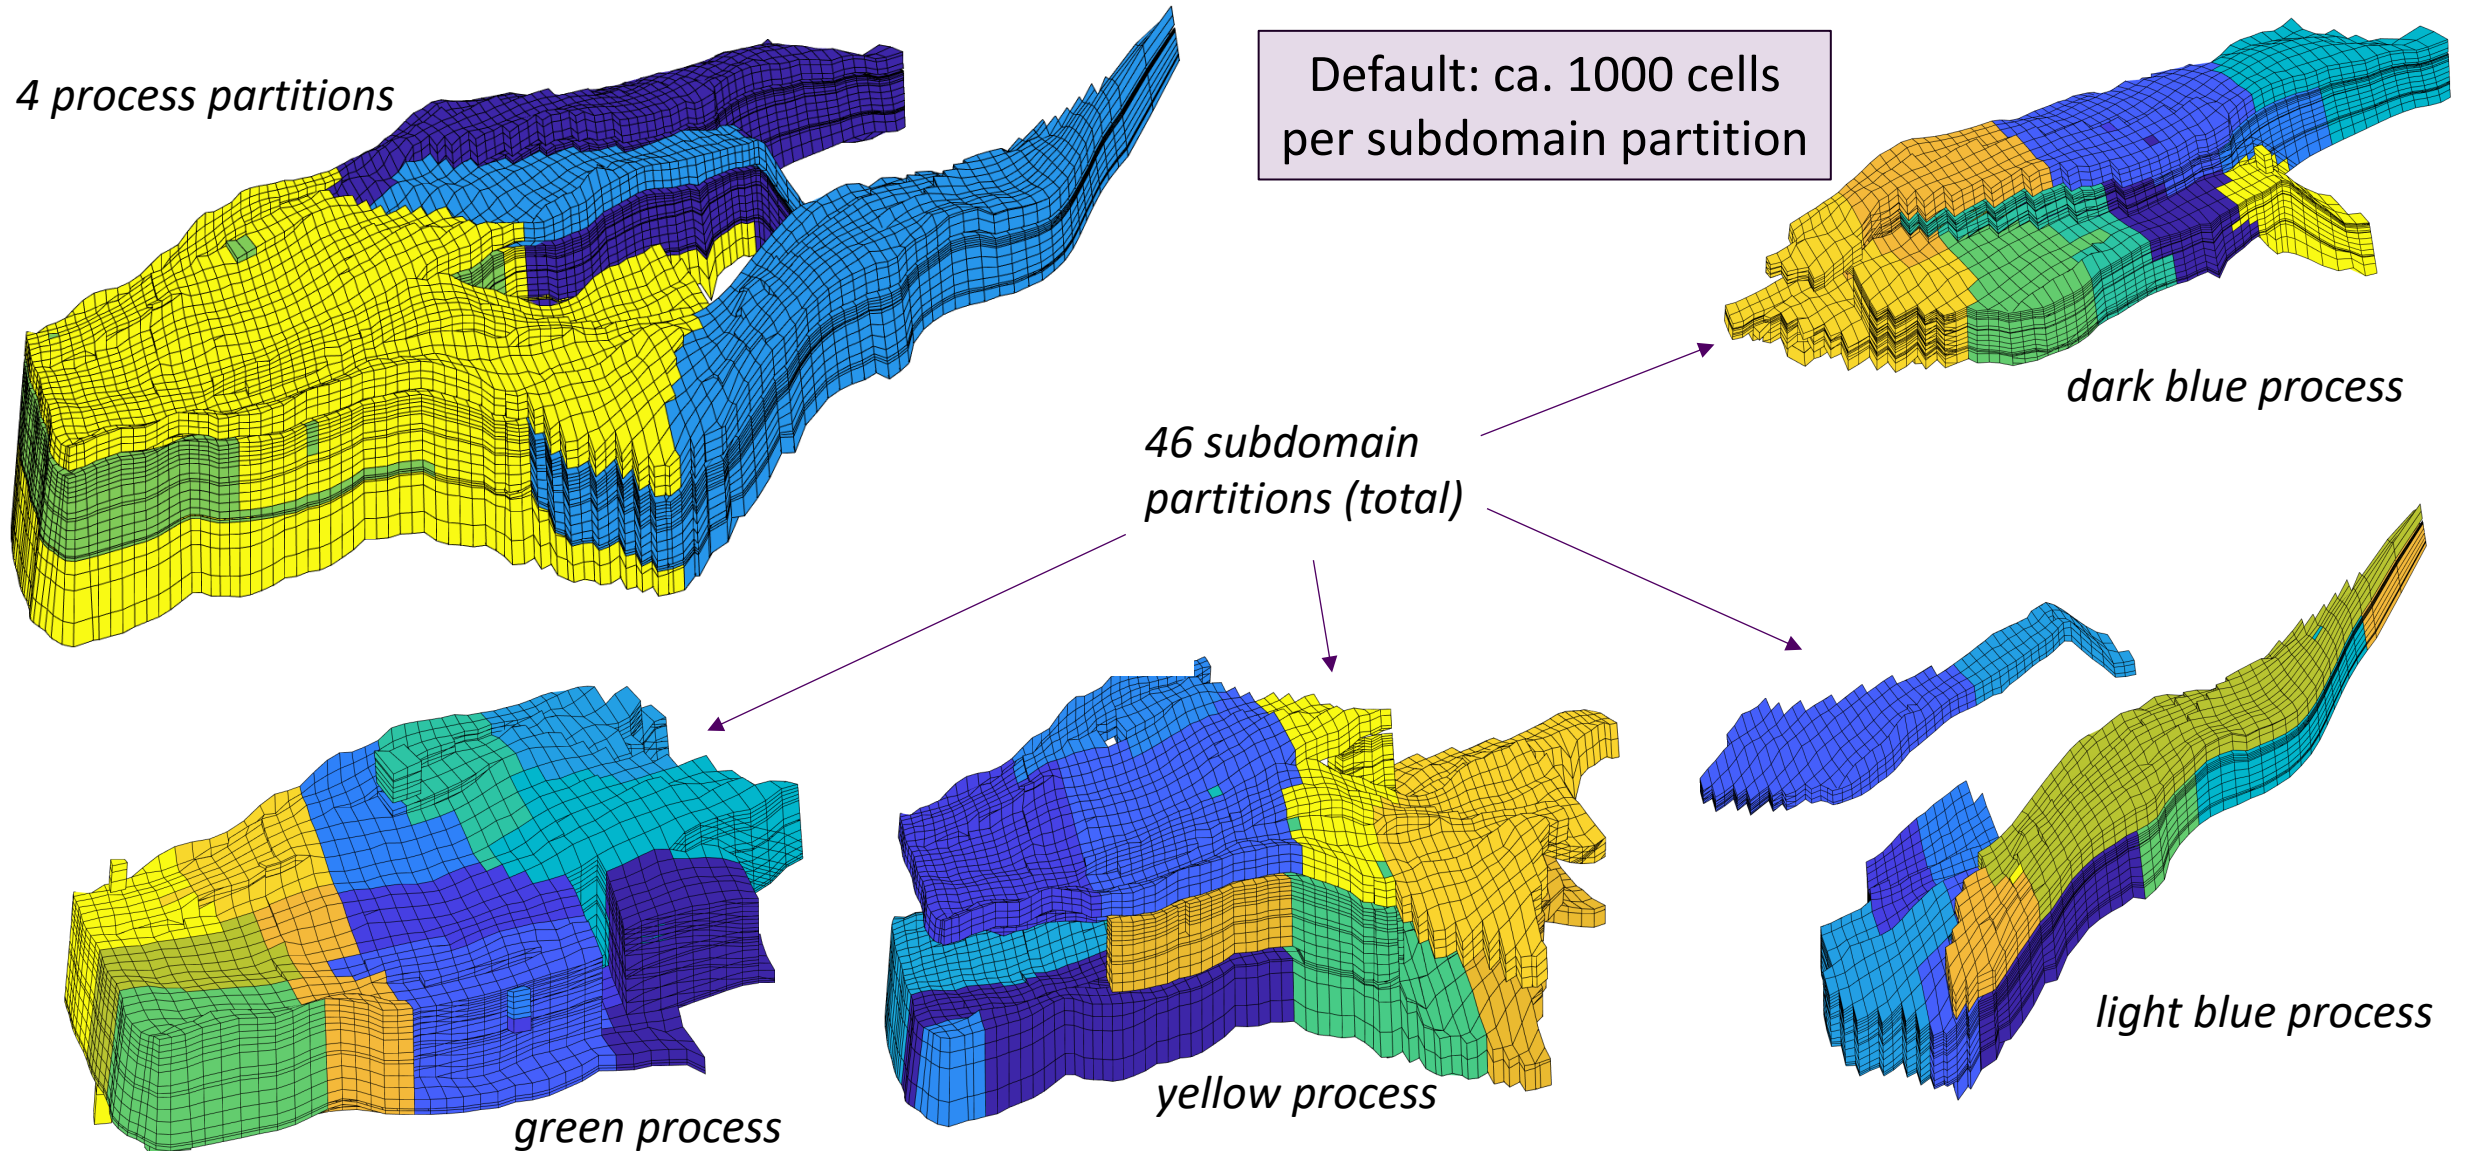 4 process partitions
Default: ca. 1000 cells
per subdomain partition
dark blue process
46 subdomain
partitions (total)
light blue process
yellow process
green process